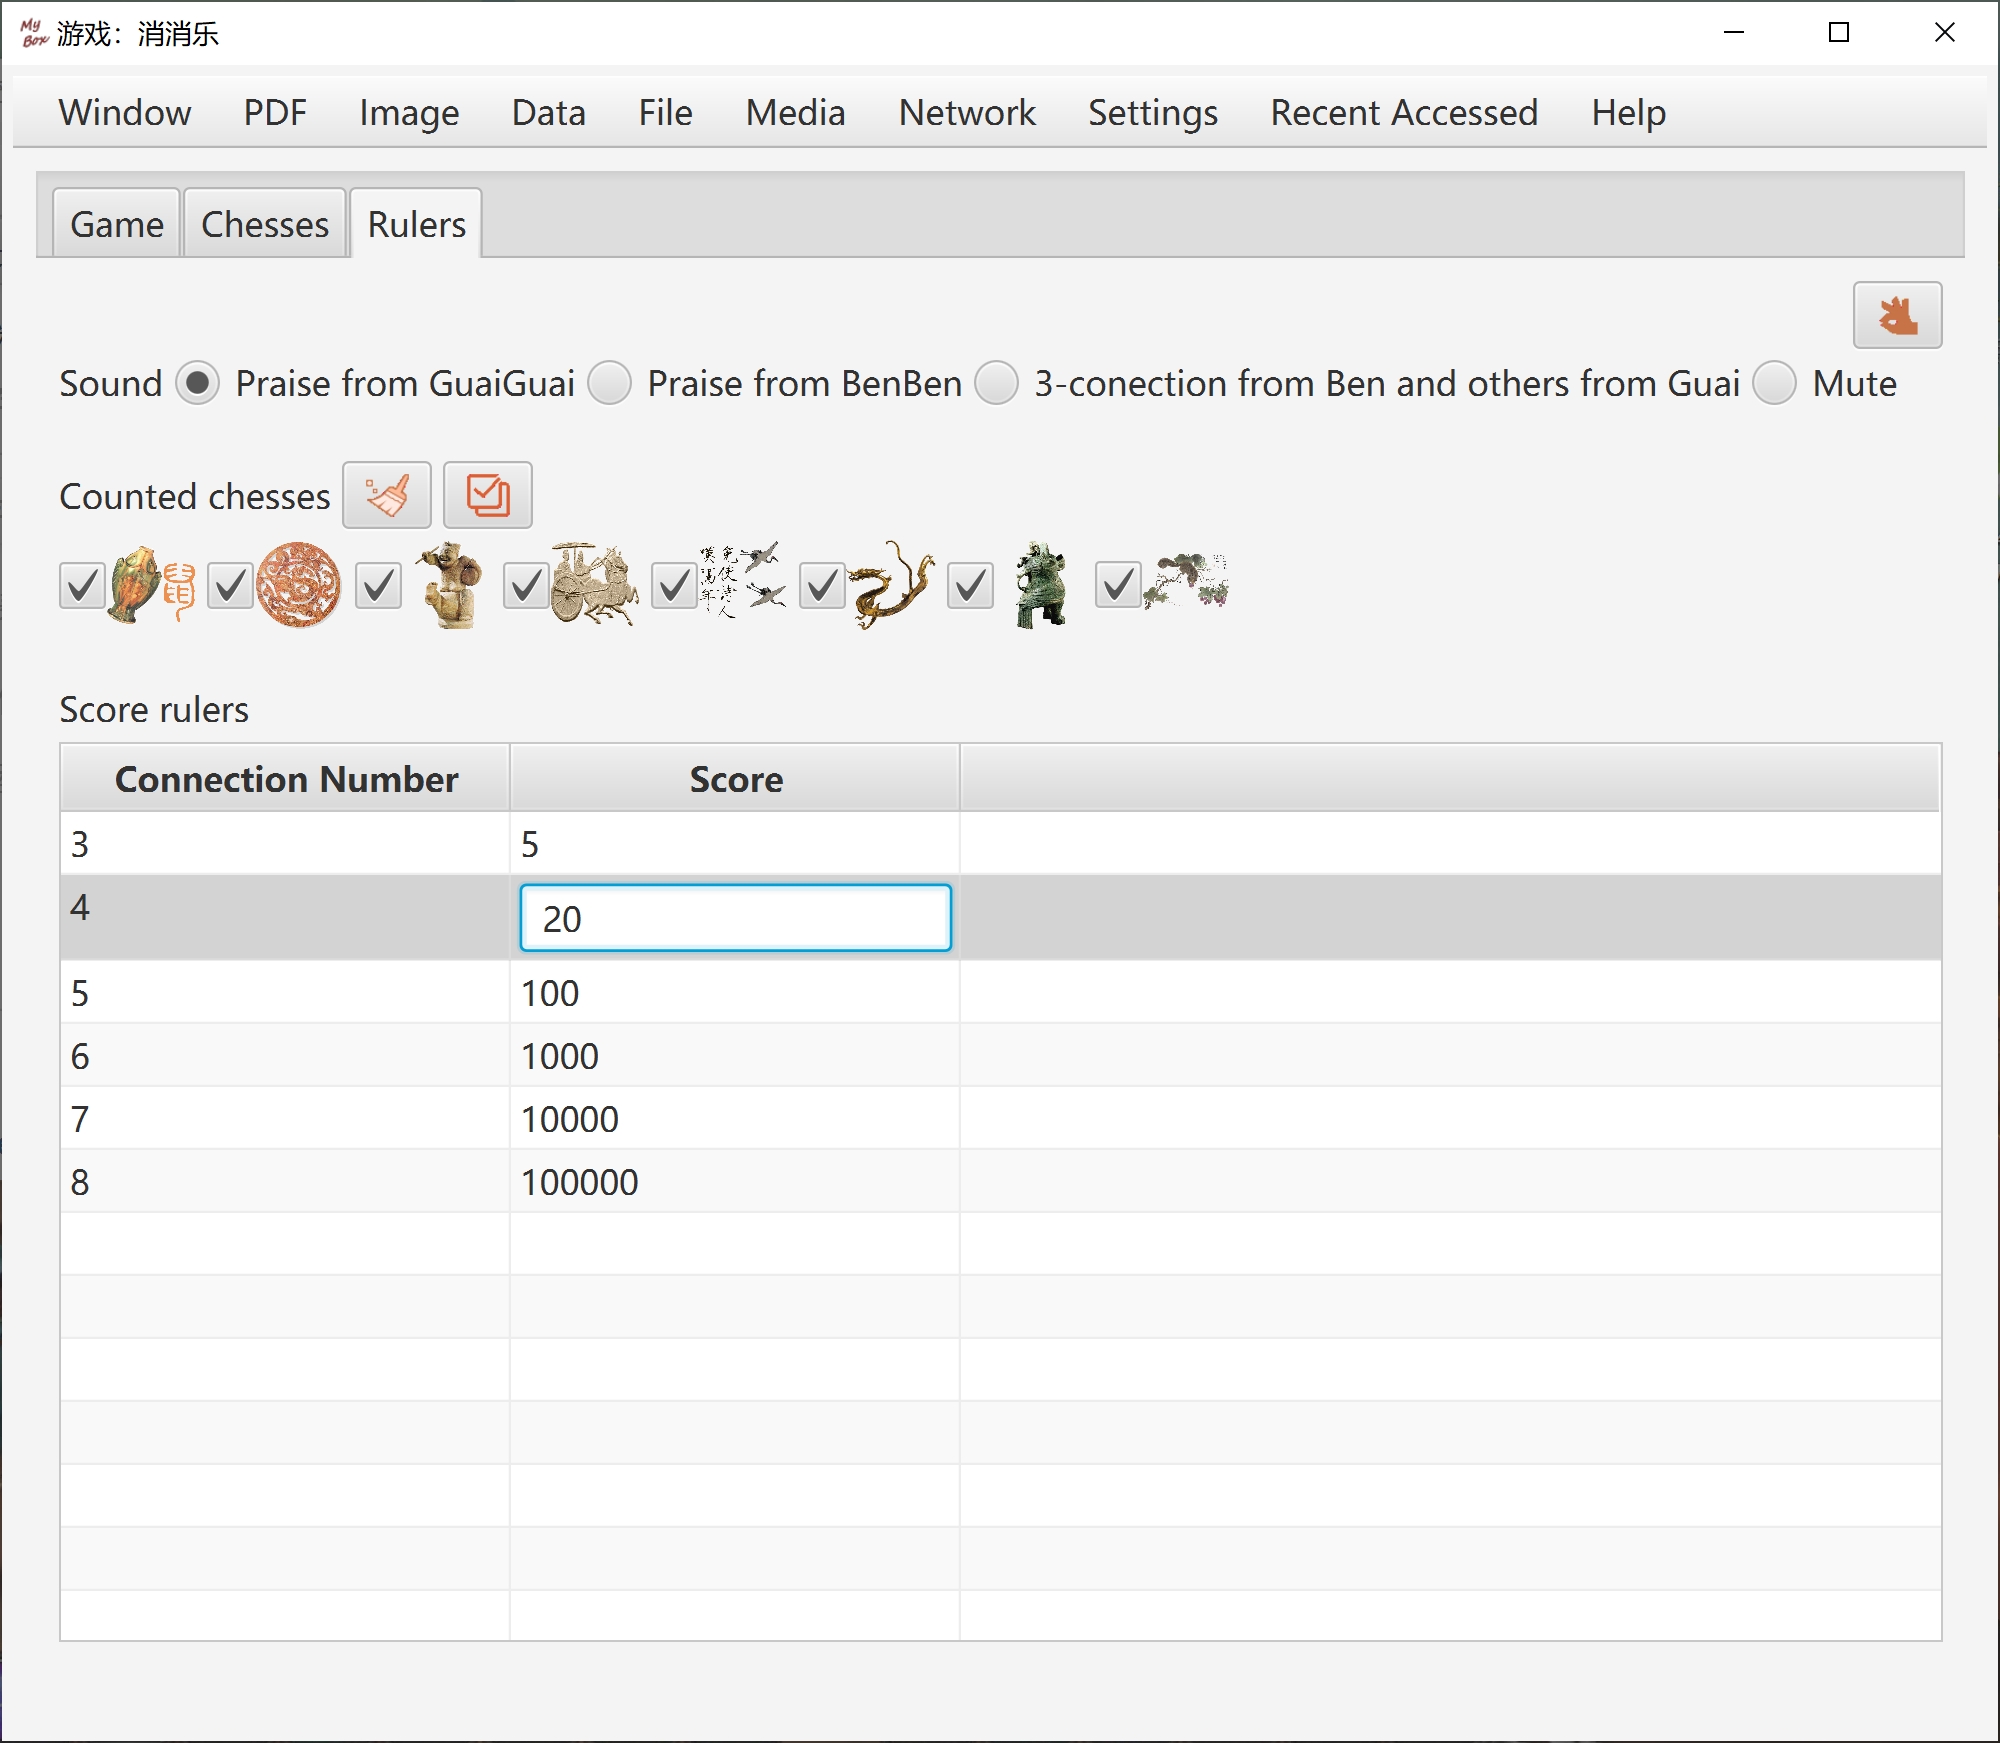 My Box 游戏：消消乐
Window PDF Image Data File Media Network Settings Recent Accessed Help
Game Chesses Rulers
Sound Praise from GuaiGuai Praise from BenBen 3-conection from Ben and others from Guai Mute
Counted chesses
Score rulers
Connection Number Score
3 5
4 20
5 100
6 1000
7 10000
8 100000